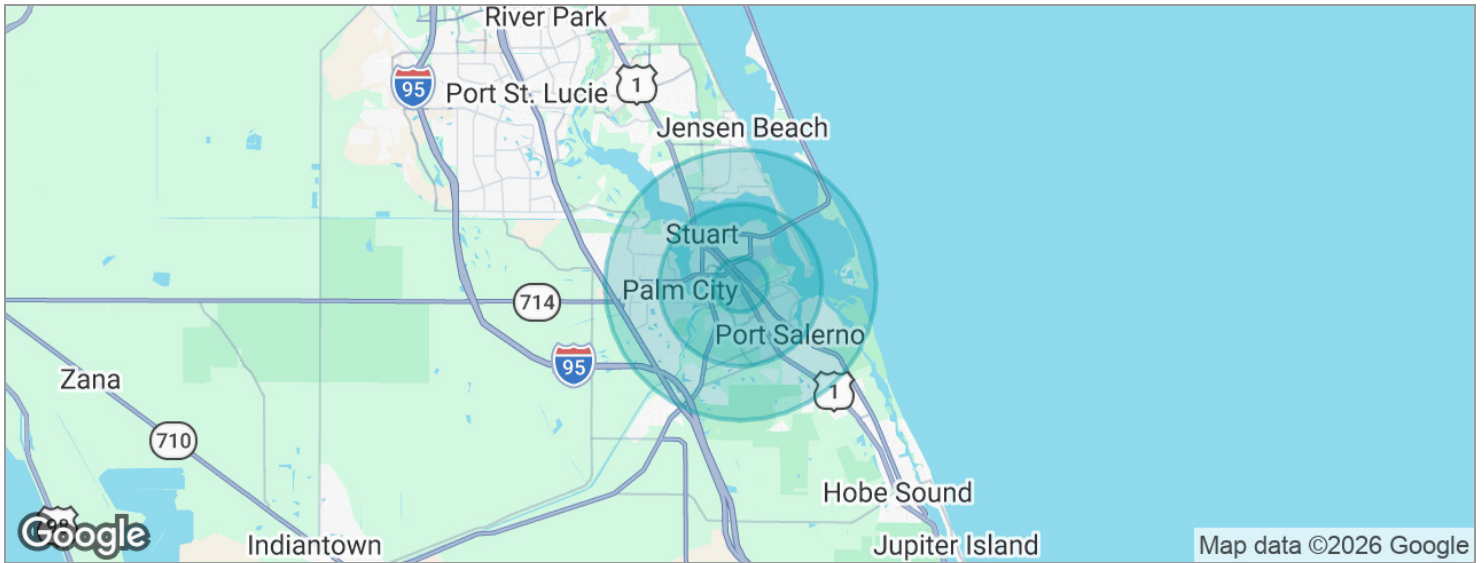 River Park
95
Port St. Lucie
1
Jensen Beach
Stuart
Palm City
714
Port Salerno
95
Zana
1
710
Hobe Sound
98
Google
Indiantown
Jupiter Island
Map data ©2026 Google